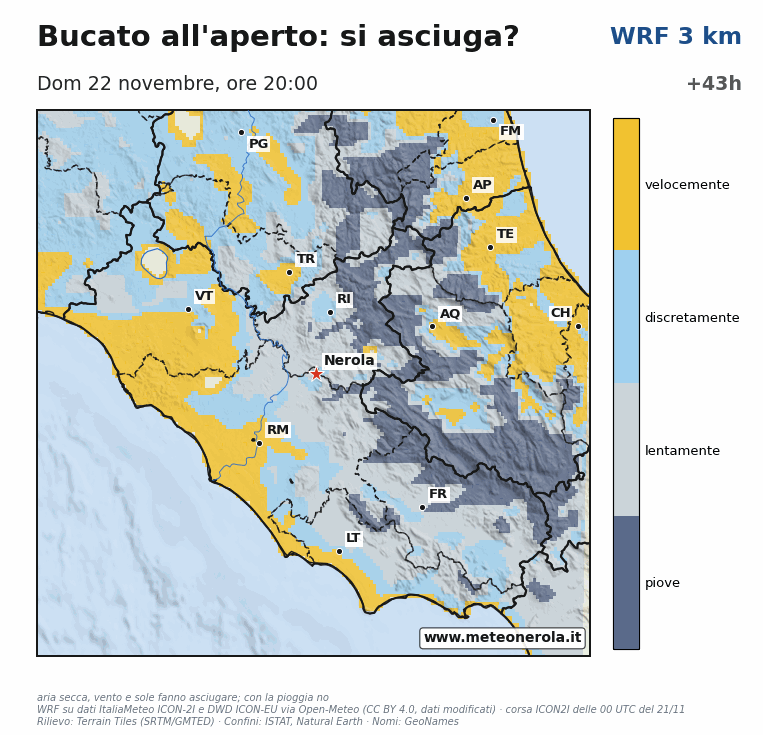 Bucato all'aperto: si asciuga?
WRF 3 km
Dom 22 novembre, ore 20:00
+43h
PG
FM
AP
TE
TR
VT
RI
AQ
CH
Nerola
RM
FR
LT
www.meteonerola.it
velocemente
discretamente
lentamente
piove
aria secca, vento e sole fanno asciugare; con la pioggia no
WRF su dati ItaliaMeteo ICON-2I e DWD ICON-EU via Open-Meteo (CC BY 4.0, dati modificati) · corsa ICON2I delle 00 UTC del 21/11
Rilievo: Terrain Tiles (SRTM/GMTED) · Confini: ISTAT, Natural Earth · Nomi: GeoNames